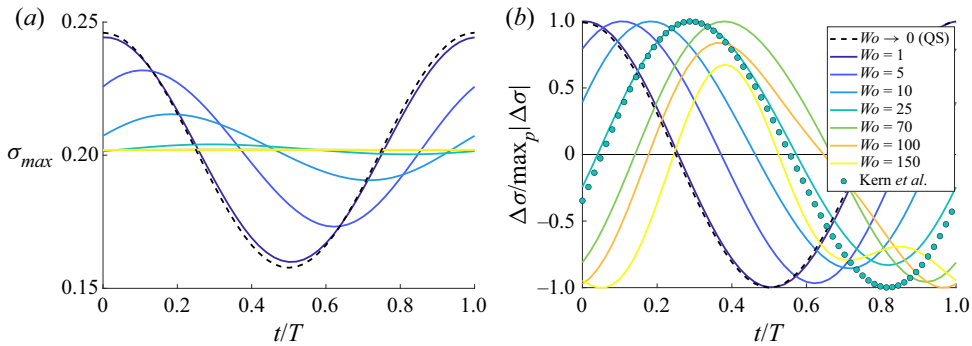 (a)
0.25
0.20
0.15
σmax
0 0.2 0.4 0.6 0.8 1.0
t/T
(b)
1.0
0.5
0
−0.5
−1.0
Δσ/maxp|Δσ|
0 0.2 0.4 0.6 0.8 1.0
t/T
Wo → 0 (QS)
Wo = 1
Wo = 5
Wo = 10
Wo = 25
Wo = 70
Wo = 100
Wo = 150
Kern et al.